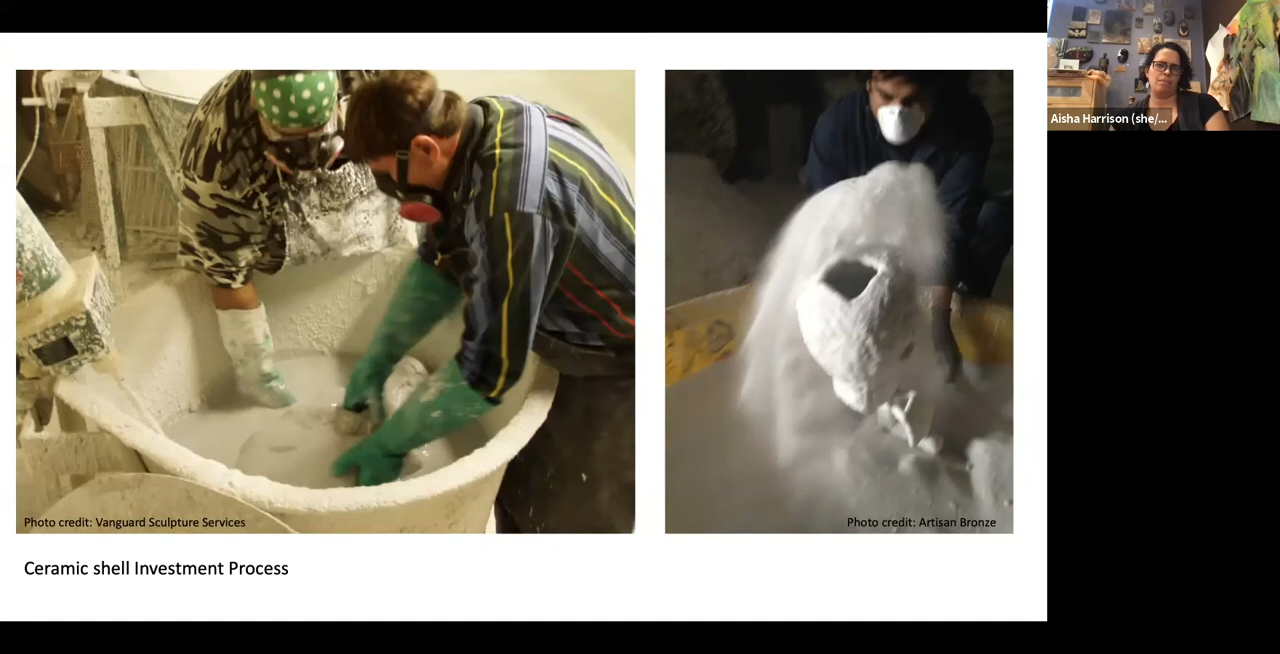 Aisha Harrison (she/...
Photo credit: Vanguard Sculpture Services
Photo credit: Artisan Bronze
Ceramic shell Investment Process